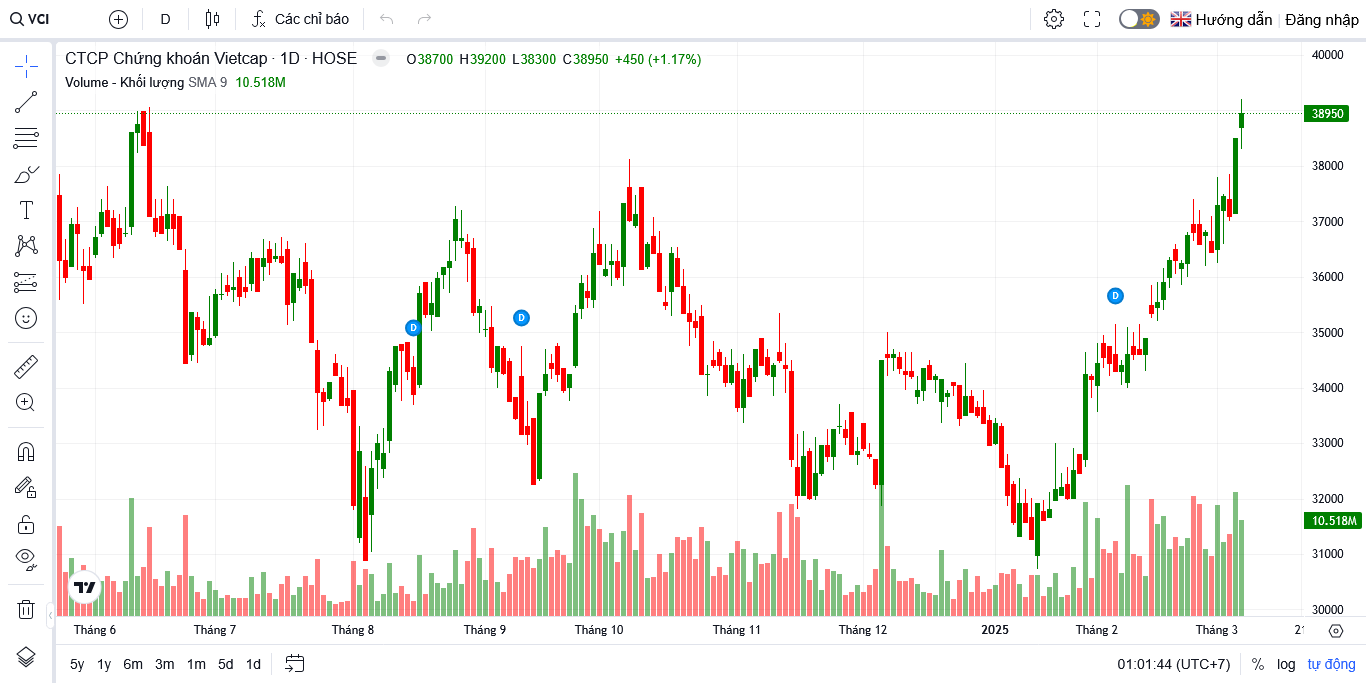 VCI D Các chỉ báo Hướng dẫn Đăng nhập
CTCP Chứng khoán Vietcap · 1D · HOSE O38700 H39200 L38300 C38950 +450 (+1.17%)
Volume - Khối lượng SMA 9 10.518M
40000
38950
38000
37000
36000
D
D
D
35000
34000
33000
32000
10.518M
31000
30000
Tháng 6 Tháng 7 Tháng 8 Tháng 9 Tháng 10 Tháng 11 Tháng 12 2025 Tháng 2 Tháng 3 21
5y 1y 6m 3m 1m 5d 1d 01:01:44 (UTC+7) % log tự động